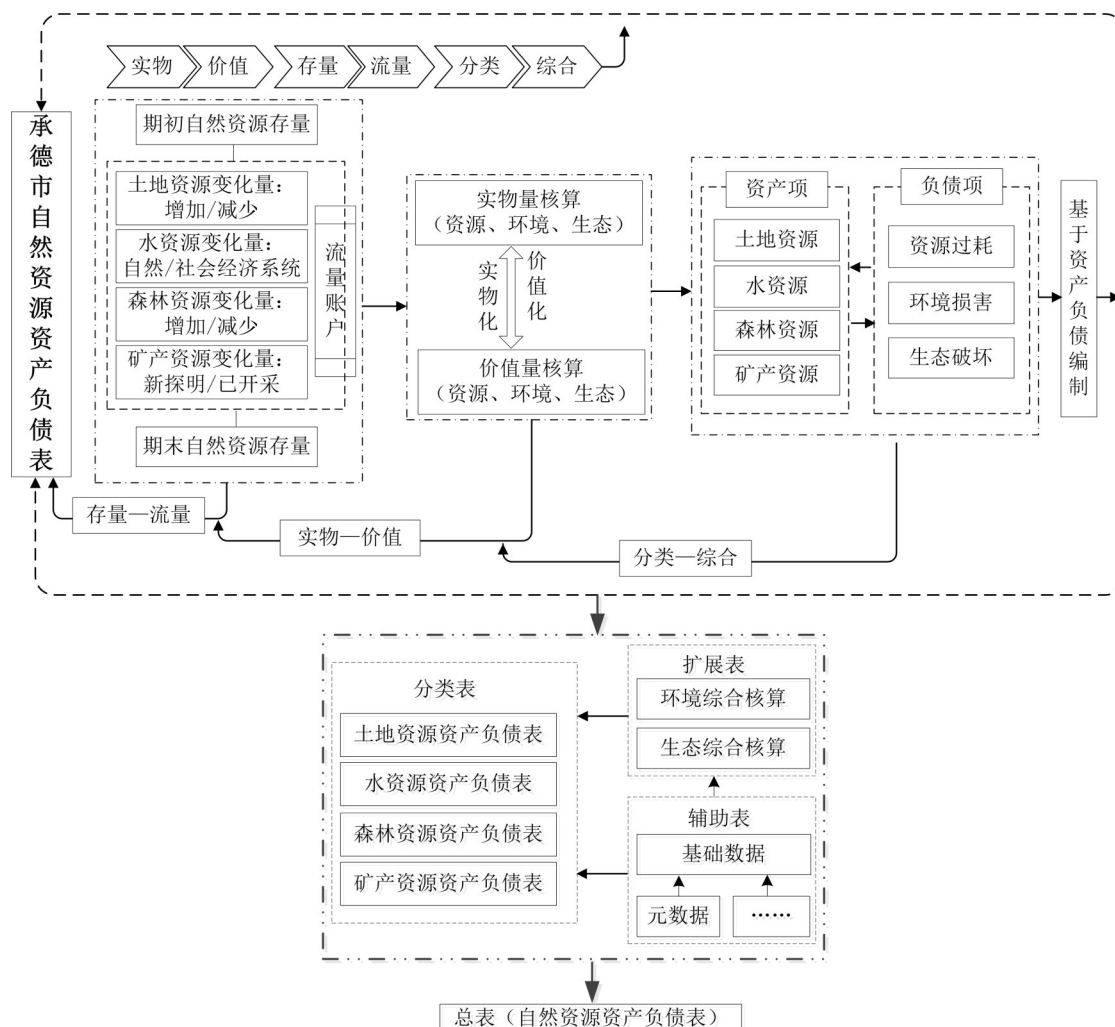 实物
价值
存量
流量
分类
综合
承德市自然资源资产负债表
期初自然资源存量
土地资源变化量：
增加/减少
水资源变化量：
自然/社会经济系统
森林资源变化量：
增加/减少
矿产资源变化量：
新探明/已开采
流量账户
期末自然资源存量
实物量核算
（资源、环境、生态）
实物化
价值化
价值量核算
（资源、环境、生态）
资产项
土地资源
水资源
森林资源
矿产资源
负债项
资源过耗
环境损害
生态破坏
基于资产负债编制
存量—流量
实物—价值
分类—综合
分类表
土地资源资产负债表
水资源资产负债表
森林资源资产负债表
矿产资源资产负债表
扩展表
环境综合核算
生态综合核算
辅助表
基础数据
元数据
……
总表（自然资源资产负债表）